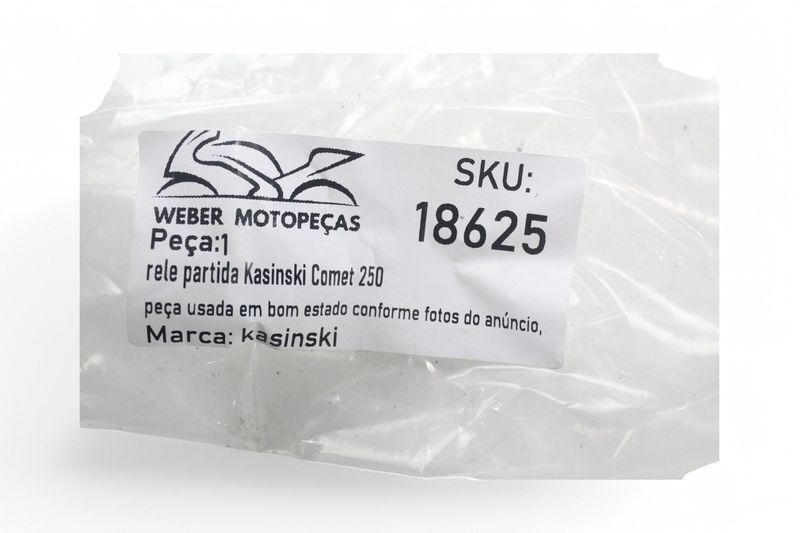 WEBER MOTOPEÇAS
SKU:
18625
Peça:1
rele partida Kasinski Comet 250
peça usada em bom estado conforme fotos do anúncio,
Marca: kasinski